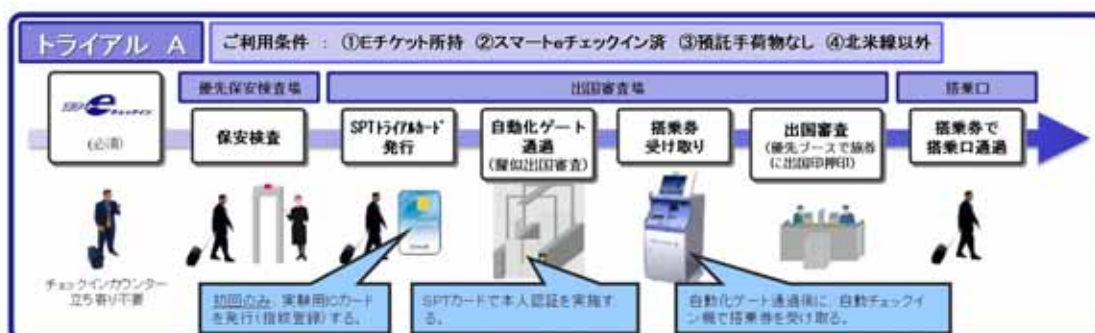 トライアル A
ご利用条件 : ①Eチケット所持 ②スマートeチェックイン済 ③預託手荷物なし ④北米線以外
優先保安検査場
出国審査場
搭乗口
eチェックイン
(必須)
保安検査
SPTトライアルカード
発行
自動化ゲート
通過
(擬似出国審査)
搭乗券
受け取り
出国審査
(優先ブースで旅券
に出国印押印)
搭乗券で
搭乗口通過
チェックインカウンター
立ち寄り不要
初回のみ、実験用ICカード
を発行(指紋登録)する。
SPTカードで本人認証を実施す
る。
自動化ゲート通過後に、自動チェックイ
ン機で搭乗券を受け取る。